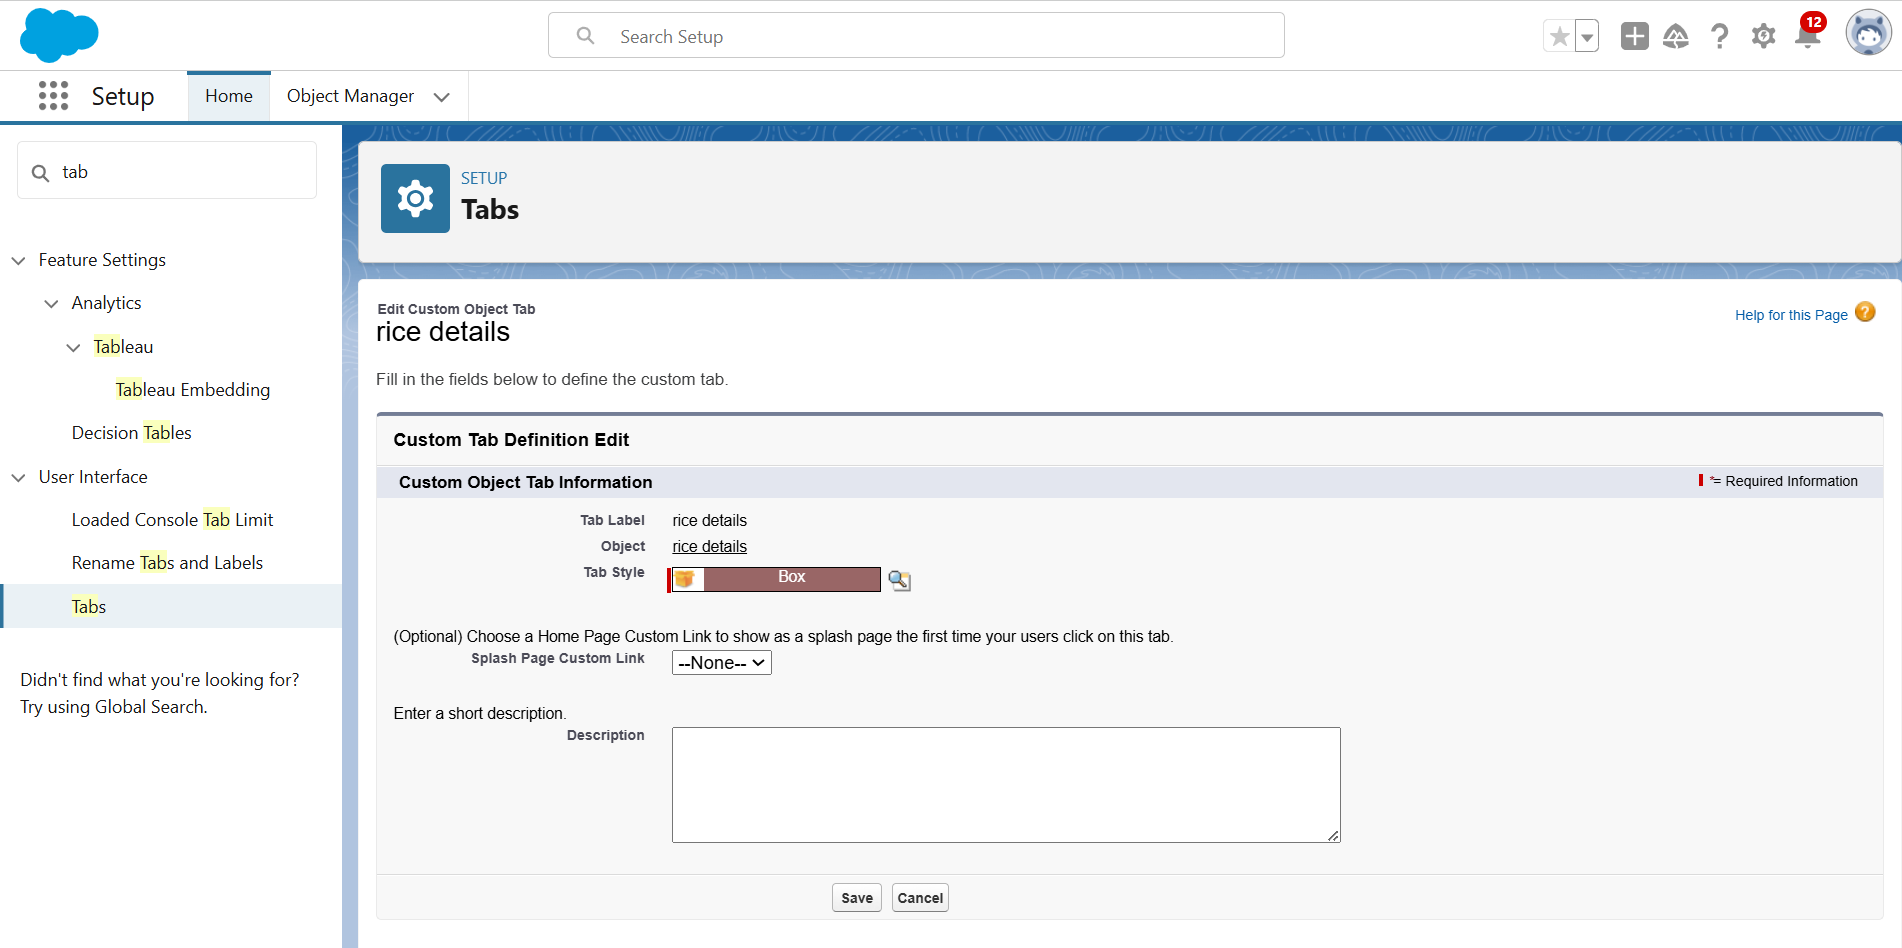 Search Setup
12
Setup
Home
Object Manager
tab
Feature Settings
Analytics
Tableau
Tableau Embedding
Decision Tables
User Interface
Loaded Console Tab Limit
Rename Tabs and Labels
Tabs
Didn't find what you're looking for?
Try using Global Search.
SETUP
Tabs
Edit Custom Object Tab
rice details
Help for this Page ?
Fill in the fields below to define the custom tab.
Custom Tab Definition Edit
Custom Object Tab Information
*= Required Information
Tab Label rice details
Object rice details
Tab Style Box
(Optional) Choose a Home Page Custom Link to show as a splash page the first time your users click on this tab.
Splash Page Custom Link --None--
Enter a short description.
Description
Save Cancel